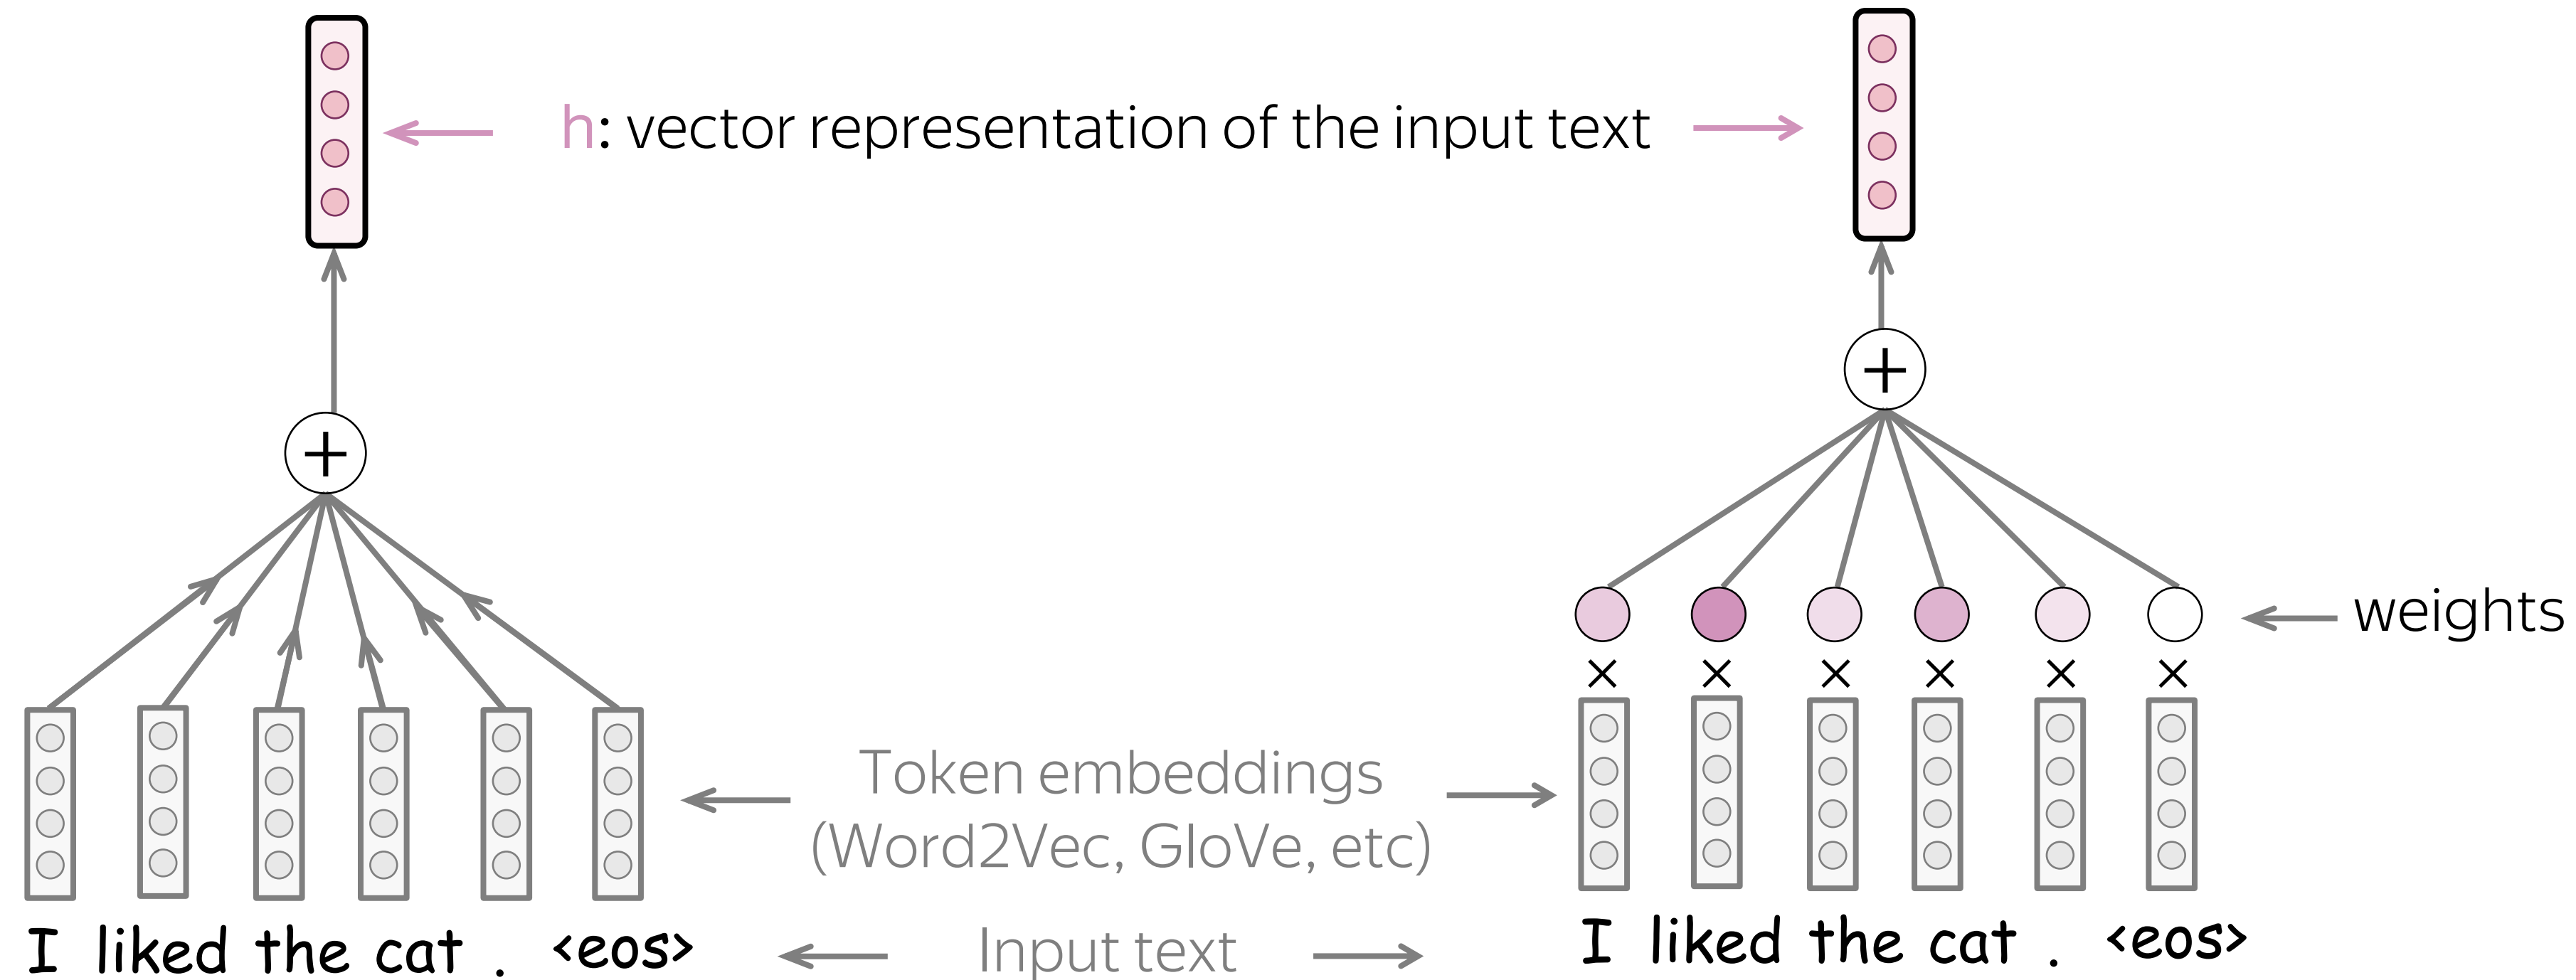 h: vector representation of the input text
+
+
weights
× × × × × ×
Token embeddings
(Word2Vec, GloVe, etc)
I liked the cat . <eos>
Input text
I liked the cat . <eos>